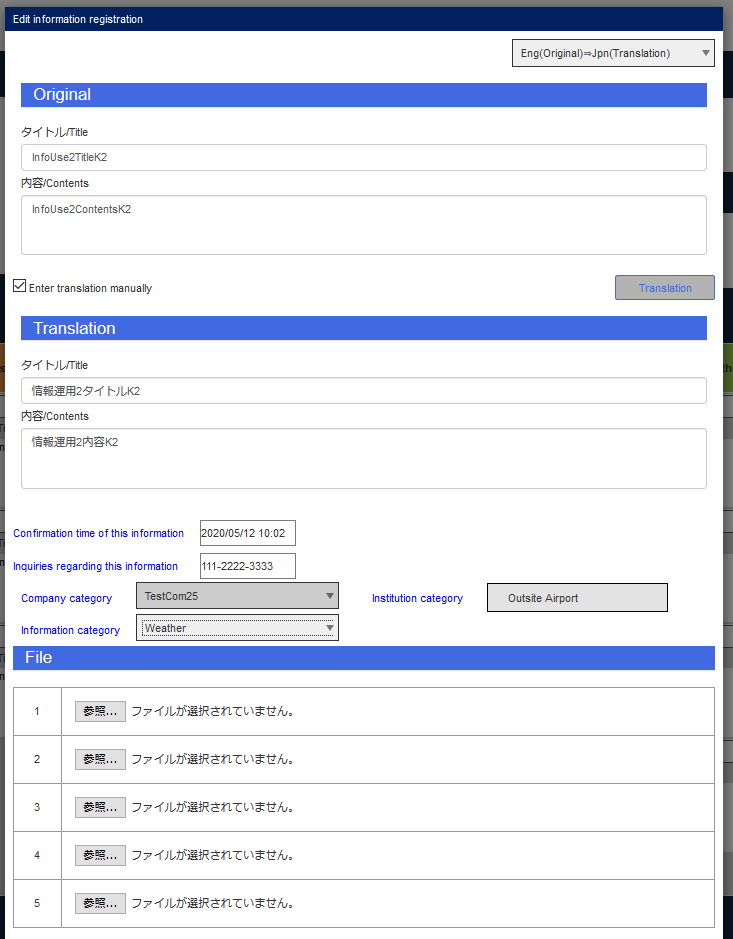 Edit information registration
Eng(Original)⇒Jpn(Translation)
Original
タイトル/Title
InfoUse2TitleK2
内容/Contents
InfoUse2ContentsK2
Enter translation manually
Translation
Translation
タイトル/Title
情報運用2タイトルK2
内容/Contents
情報運用2内容K2
Confirmation time of this information 2020/05/12 10:02
Inquiries regarding this information 111-2222-3333
Company category TestCom25 Institution category Outsite Airport
Information category Weather
File
1 参照... ファイルが選択されていません。
2 参照... ファイルが選択されていません。
3 参照... ファイルが選択されていません。
4 参照... ファイルが選択されていません。
5 参照... ファイルが選択されていません。